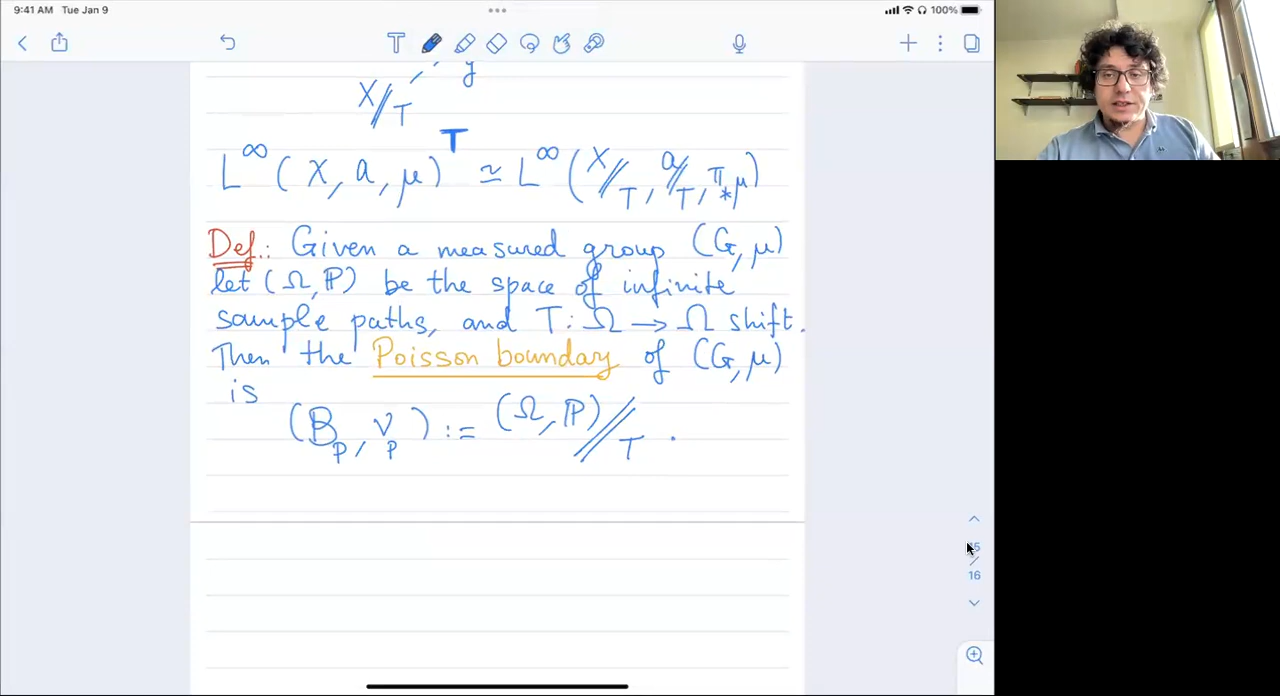 9:41 AM Tue Jan 9
100%
T
y
X//T
L^∞(X, a, μ)^T ≃ L^∞(X//T, a//T, π_*μ)
Def.: Given a measured group (G, μ)
let (Ω, ℙ) be the space of infinite
sample paths, and T: Ω → Ω shift.
Then the Poisson boundary of (G, μ)
is
(B_P, ν_P) := (Ω, ℙ)//T .
/
16